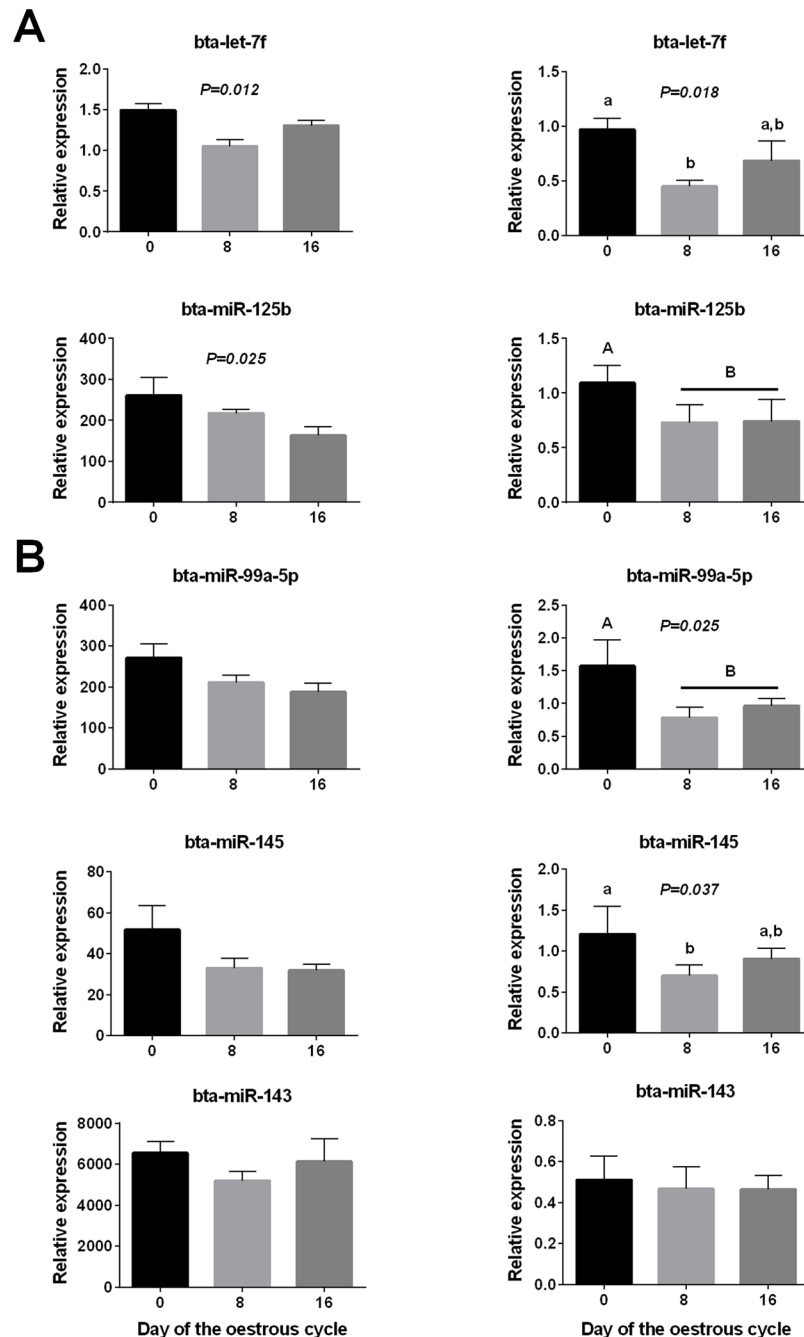 A
bta-let-7f
bta-let-7f
Relative expression
2.0
1.5
1.0
0.5
0.0
P=0.012
0 8 16
Relative expression
1.5
1.0
0.5
0.0
a
P=0.018
b
a,b
0 8 16
bta-miR-125b
bta-miR-125b
Relative expression
400
300
200
100
0
P=0.025
0 8 16
Relative expression
1.5
1.0
0.5
0.0
A
B
0 8 16
B
bta-miR-99a-5p
bta-miR-99a-5p
Relative expression
400
300
200
100
0
0 8 16
Relative expression
2.5
2.0
1.5
1.0
0.5
0.0
A
P=0.025
B
0 8 16
bta-miR-145
bta-miR-145
Relative expression
80
60
40
20
0
0 8 16
Relative expression
2.0
1.5
1.0
0.5
0.0
a
P=0.037
b
a,b
0 8 16
bta-miR-143
bta-miR-143
Relative expression
8000
6000
4000
2000
0
0 8 16
Day of the oestrous cycle
Relative expression
0.8
0.6
0.4
0.2
0.0
0 8 16
Day of the oestrous cycle